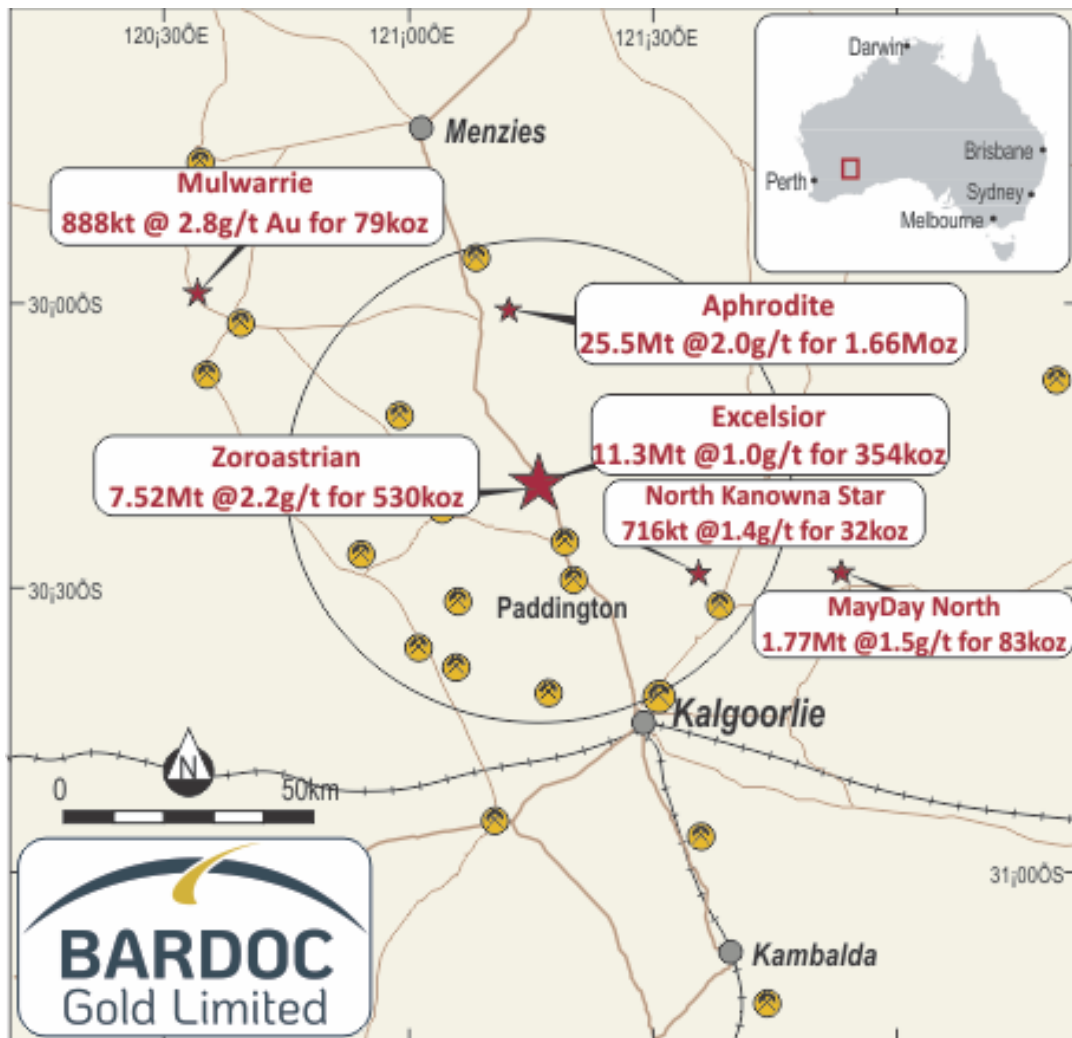 120¡30ÕE
121¡00ÕE
121¡30ÕE
Darwin
Brisbane
Perth
Sydney
Melbourne
Menzies
Mulwarrie
888kt @ 2.8g/t Au for 79koz
30¡00ÕS
Aphrodite
25.5Mt @2.0g/t for 1.66Moz
Excelsior
11.3Mt @1.0g/t for 354koz
Zoroastrian
7.52Mt @2.2g/t for 530koz
North Kanowna Star
716kt @1.4g/t for 32koz
30¡30ÕS
Paddington
MayDay North
1.77Mt @1.5g/t for 83koz
Kalgoorlie
N
0
50km
31¡00ÕS
BARDOC
Gold Limited
Kambalda